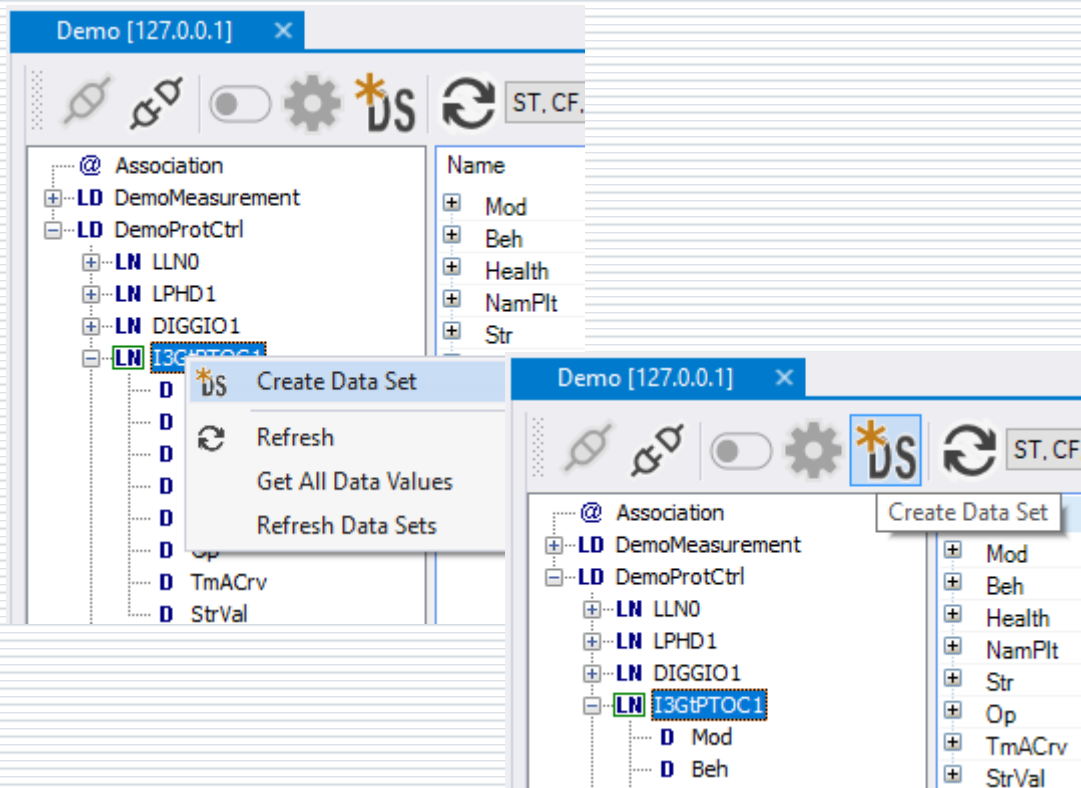 Demo [127.0.0.1] ×
DS ST, CF,
@ Association
LD DemoMeasurement
LD DemoProtCtrl
LN LLN0
LN LPHD1
LN DIGGIO1
LN
D
D
D
D
D
D
D TmACrv
D StrVal
Name
Mod
Beh
Health
NamPlt
Str
DS Create Data Set
Refresh
Get All Data Values
Refresh Data Sets
Demo [127.0.0.1] ×
DS ST, CF
Create Data Set
@ Association
LD DemoMeasurement
LD DemoProtCtrl
LN LLN0
LN LPHD1
LN DIGGIO1
LN I3GtPTOC1
D Mod
D Beh
Mod
Beh
Health
NamPlt
Str
Op
TmACrv
StrVal